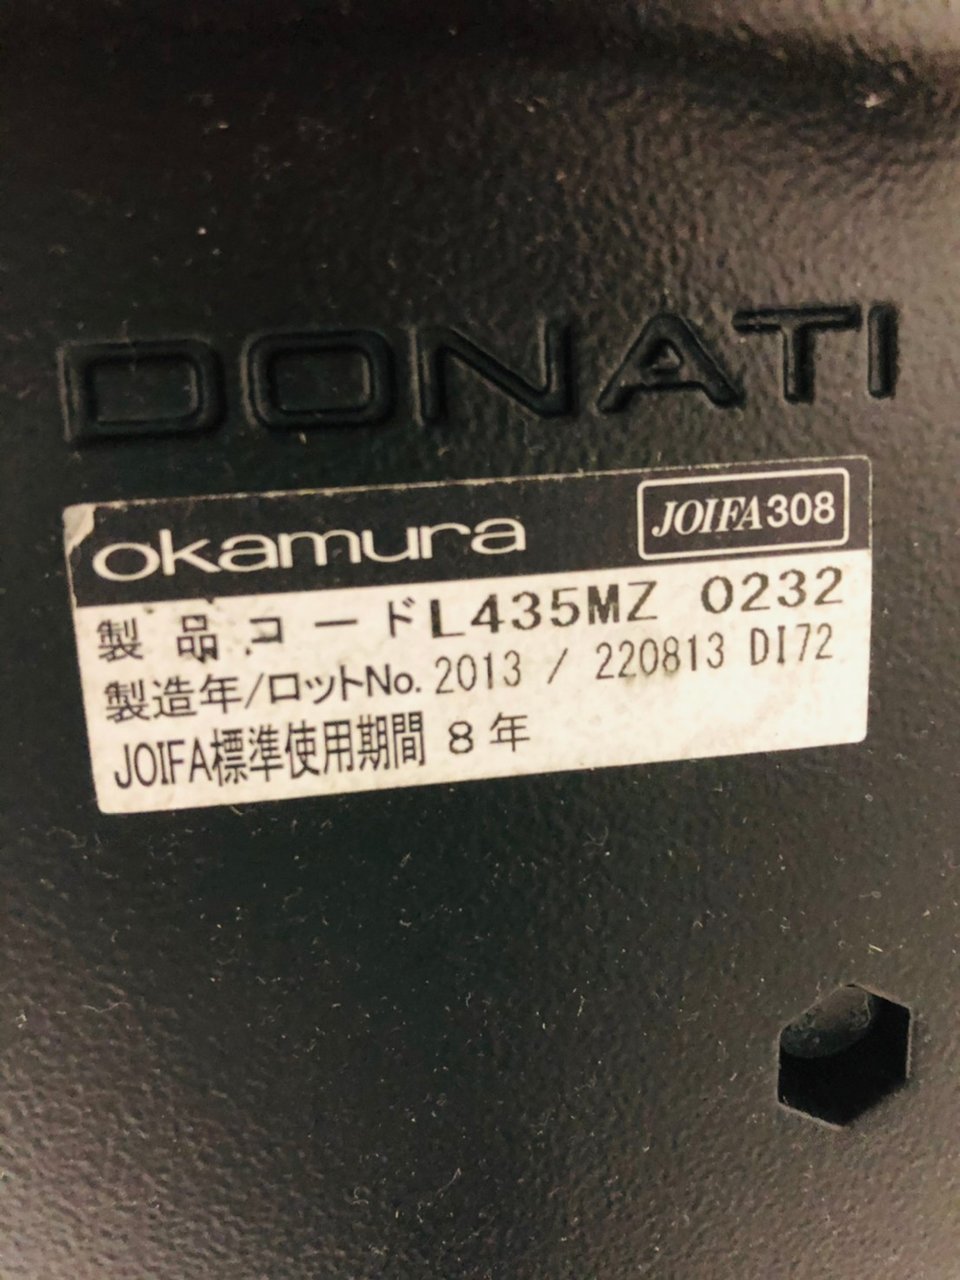 DONATI
okamura JOIFA308
製品コードL435MZ 0232
製造年/ロットNo. 2013 / 220813 DI72
JOIFA標準使用期間 8年